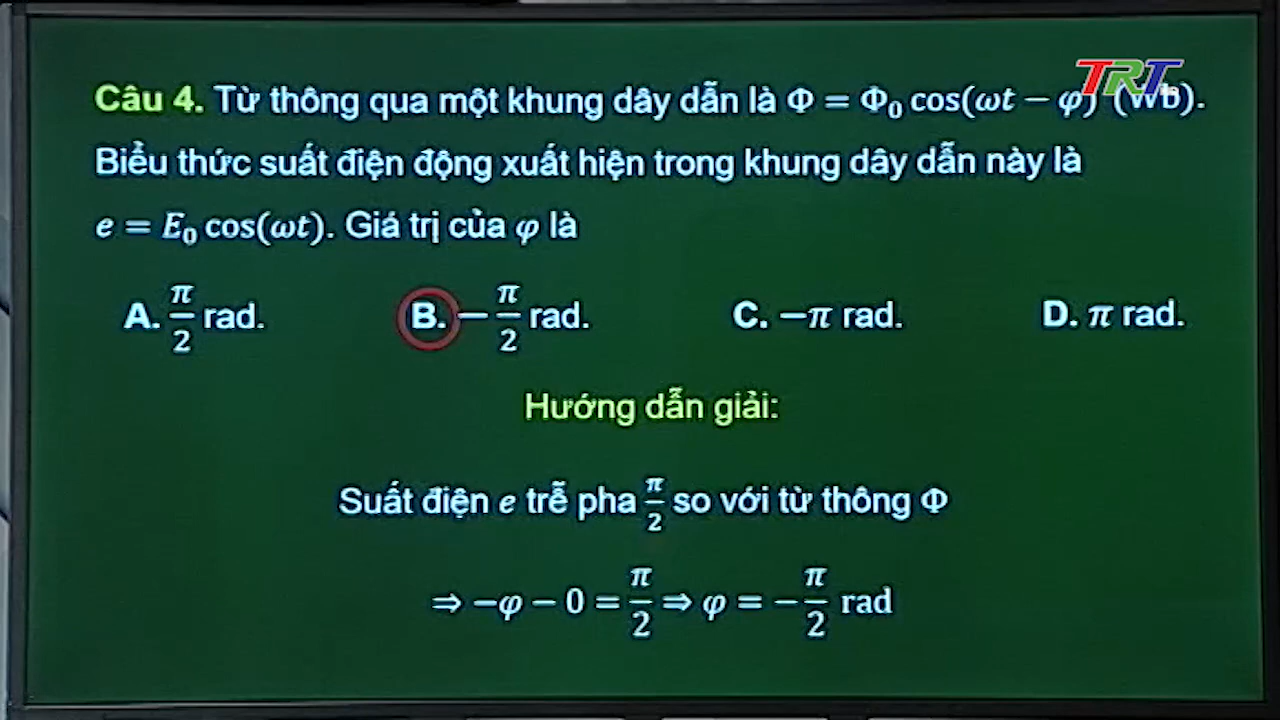 TRT
Câu 4. Từ thông qua một khung dây dẫn là Φ = Φ₀ cos(ωt − φ) (Wb).
Biểu thức suất điện động xuất hiện trong khung dây dẫn này là
e = E₀ cos(ωt). Giá trị của φ là
A. π/2 rad. B. −π/2 rad. C. −π rad. D. π rad.
Hướng dẫn giải:
Suất điện e trễ pha π/2 so với từ thông Φ
⇒ −φ − 0 = π/2 ⇒ φ = −π/2 rad